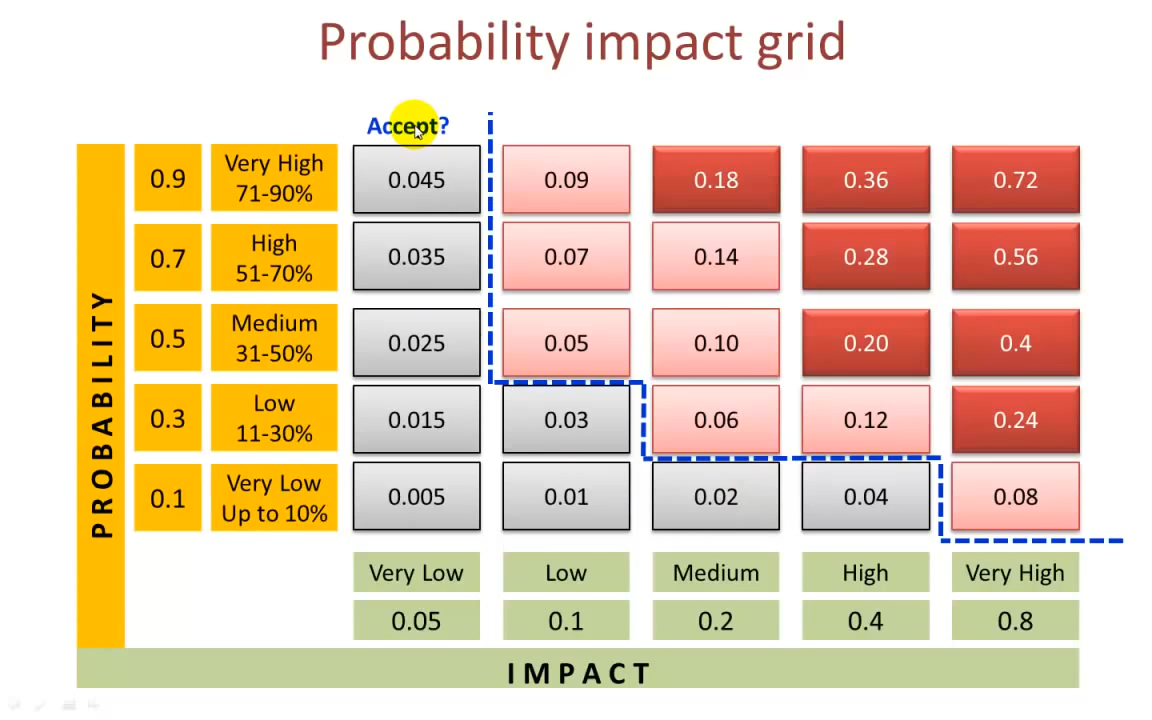 Probability impact grid
Accept?
PROBABILITY
0.9 Very High 71-90% 0.045 0.09 0.18 0.36 0.72
0.7 High 51-70% 0.035 0.07 0.14 0.28 0.56
0.5 Medium 31-50% 0.025 0.05 0.10 0.20 0.4
0.3 Low 11-30% 0.015 0.03 0.06 0.12 0.24
0.1 Very Low Up to 10% 0.005 0.01 0.02 0.04 0.08
Very Low Low Medium High Very High
0.05 0.1 0.2 0.4 0.8
IMPACT